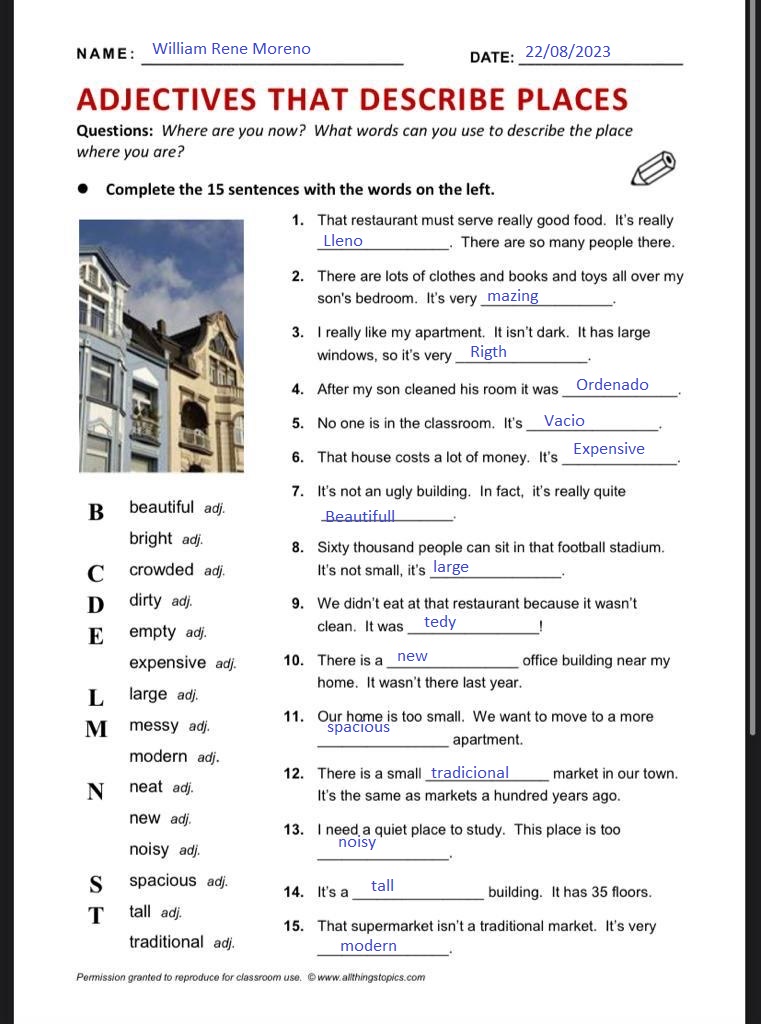 NAME: William Rene Moreno DATE: 22/08/2023
ADJECTIVES THAT DESCRIBE PLACES
Questions: Where are you now? What words can you use to describe the place
where you are?
● Complete the 15 sentences with the words on the left.
1. That restaurant must serve really good food. It's really
Lleno. There are so many people there.
2. There are lots of clothes and books and toys all over my
son's bedroom. It's very mazing.
3. I really like my apartment. It isn't dark. It has large
windows, so it's very Rigth.
4. After my son cleaned his room it was Ordenado.
5. No one is in the classroom. It's Vacio.
6. That house costs a lot of money. It's Expensive.
7. It's not an ugly building. In fact, it's really quite
Beautifull.
8. Sixty thousand people can sit in that football stadium.
It's not small, it's large.
9. We didn't eat at that restaurant because it wasn't
clean. It was tedy!
10. There is a new office building near my
home. It wasn't there last year.
11. Our home is too small. We want to move to a more
spacious apartment.
12. There is a small tradicional market in our town.
It's the same as markets a hundred years ago.
13. I need a quiet place to study. This place is too
noisy.
14. It's a tall building. It has 35 floors.
15. That supermarket isn't a traditional market. It's very
modern.
B beautiful adj.
bright adj.
C crowded adj.
D dirty adj.
E empty adj.
expensive adj.
L large adj.
M messy adj.
modern adj.
N neat adj.
new adj.
noisy adj.
S spacious adj.
T tall adj.
traditional adj.
Permission granted to reproduce for classroom use. © www.allthingstopics.com